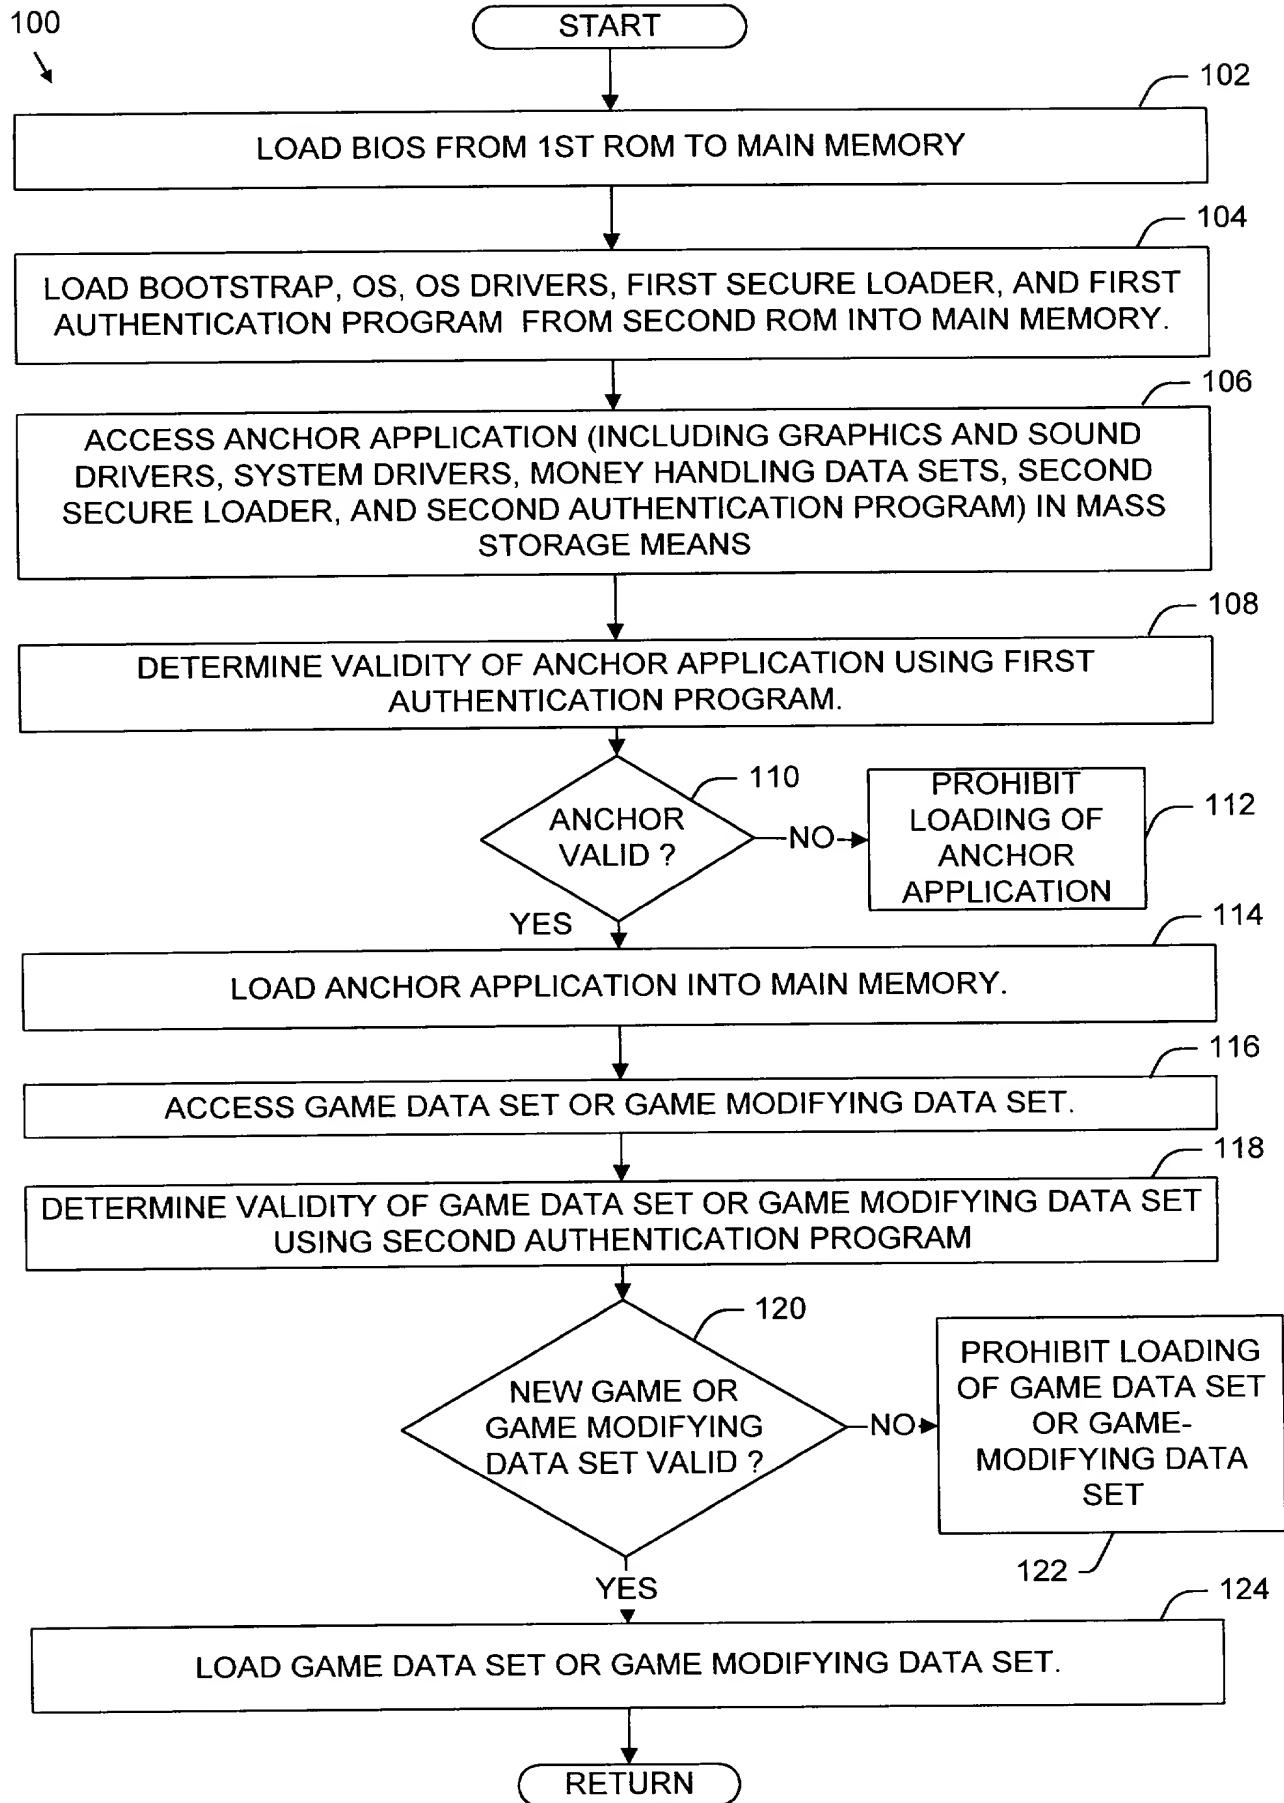 100
START
102
LOAD BIOS FROM 1ST ROM TO MAIN MEMORY
104
LOAD BOOTSTRAP, OS, OS DRIVERS, FIRST SECURE LOADER, AND FIRST
AUTHENTICATION PROGRAM FROM SECOND ROM INTO MAIN MEMORY.
106
ACCESS ANCHOR APPLICATION (INCLUDING GRAPHICS AND SOUND
DRIVERS, SYSTEM DRIVERS, MONEY HANDLING DATA SETS, SECOND
SECURE LOADER, AND SECOND AUTHENTICATION PROGRAM) IN MASS
STORAGE MEANS
108
DETERMINE VALIDITY OF ANCHOR APPLICATION USING FIRST
AUTHENTICATION PROGRAM.
110
ANCHOR
VALID ?
NO
PROHIBIT
LOADING OF
ANCHOR
APPLICATION
112
YES
114
LOAD ANCHOR APPLICATION INTO MAIN MEMORY.
116
ACCESS GAME DATA SET OR GAME MODIFYING DATA SET.
118
DETERMINE VALIDITY OF GAME DATA SET OR GAME MODIFYING DATA SET
USING SECOND AUTHENTICATION PROGRAM
120
NEW GAME OR
GAME MODIFYING
DATA SET VALID ?
NO
PROHIBIT LOADING
OF GAME DATA SET
OR GAME-
MODIFYING DATA
SET
122
YES
124
LOAD GAME DATA SET OR GAME MODIFYING DATA SET.
RETURN